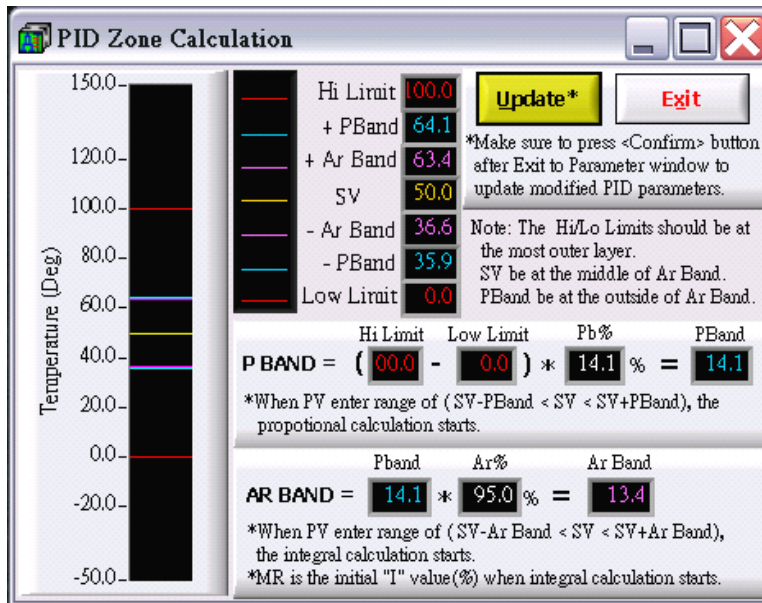 PID Zone Calculation
150.0
120.0
100.0
80.0
60.0
40.0
20.0
0.0
-20.0
-50.0
Temperature (Deg)
Hi Limit 100.0
+ PBand 64.1
+ Ar Band 63.4
SV 50.0
- Ar Band 36.6
- PBand 35.9
Low Limit 0.0
Update*
Exit
*Make sure to press <Confirm> button
after Exit to Parameter window to
update modified PID parameters.
Note: The Hi/Lo Limits should be at
the most outer layer.
SV be at the middle of Ar Band.
PBand be at the outside of Ar Band.
Hi Limit Low Limit Pb% PBand
P BAND = ( 00.0 - 0.0 ) * 14.1 % = 14.1
*When PV enter range of ( SV-PBand < SV < SV+PBand), the
propotional calculation starts.
Pband Ar% Ar Band
AR BAND = 14.1 * 95.0 % = 13.4
*When PV enter range of ( SV-Ar Band < SV < SV+Ar Band),
the integral calculation starts.
*MR is the initial "I" value(%) when integral calculation starts.